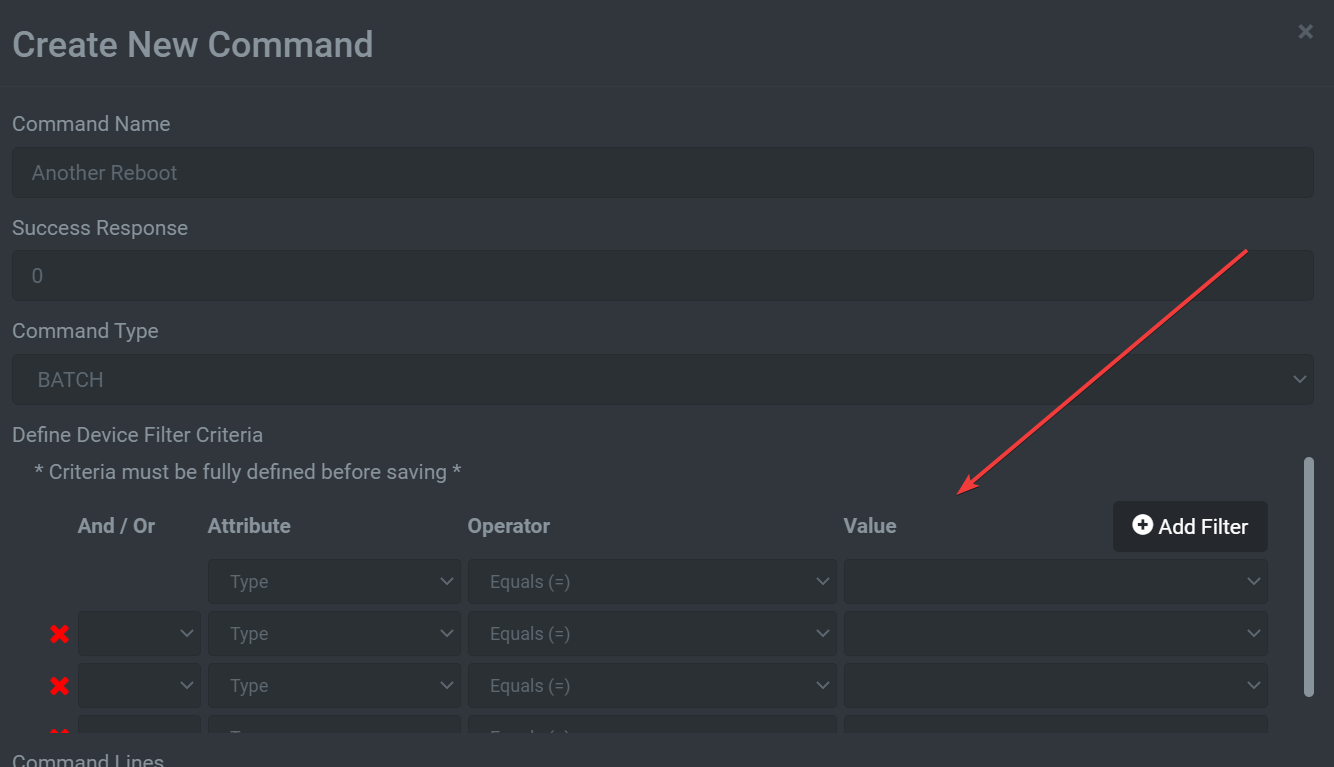 Create New Command
Command Name
Another Reboot
Success Response
0
Command Type
BATCH
Define Device Filter Criteria
* Criteria must be fully defined before saving *
And / Or Attribute Operator Value Add Filter
Type Equals (=)
Type Equals (=)
Type Equals (=)
Command Lines